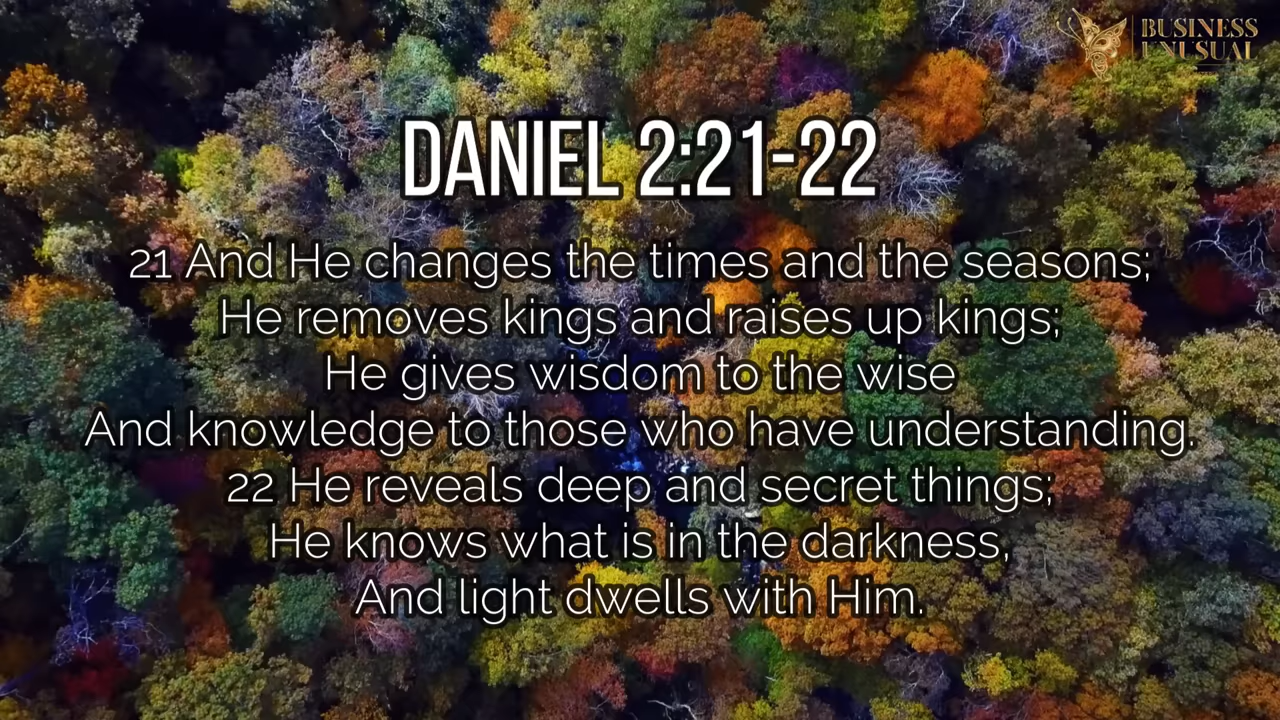 BUSINESS
UNUSUAL
DANIEL 2:21-22
21 And He changes the times and the seasons;
He removes kings and raises up kings;
He gives wisdom to the wise
And knowledge to those who have understanding.
22 He reveals deep and secret things;
He knows what is in the darkness,
And light dwells with Him.